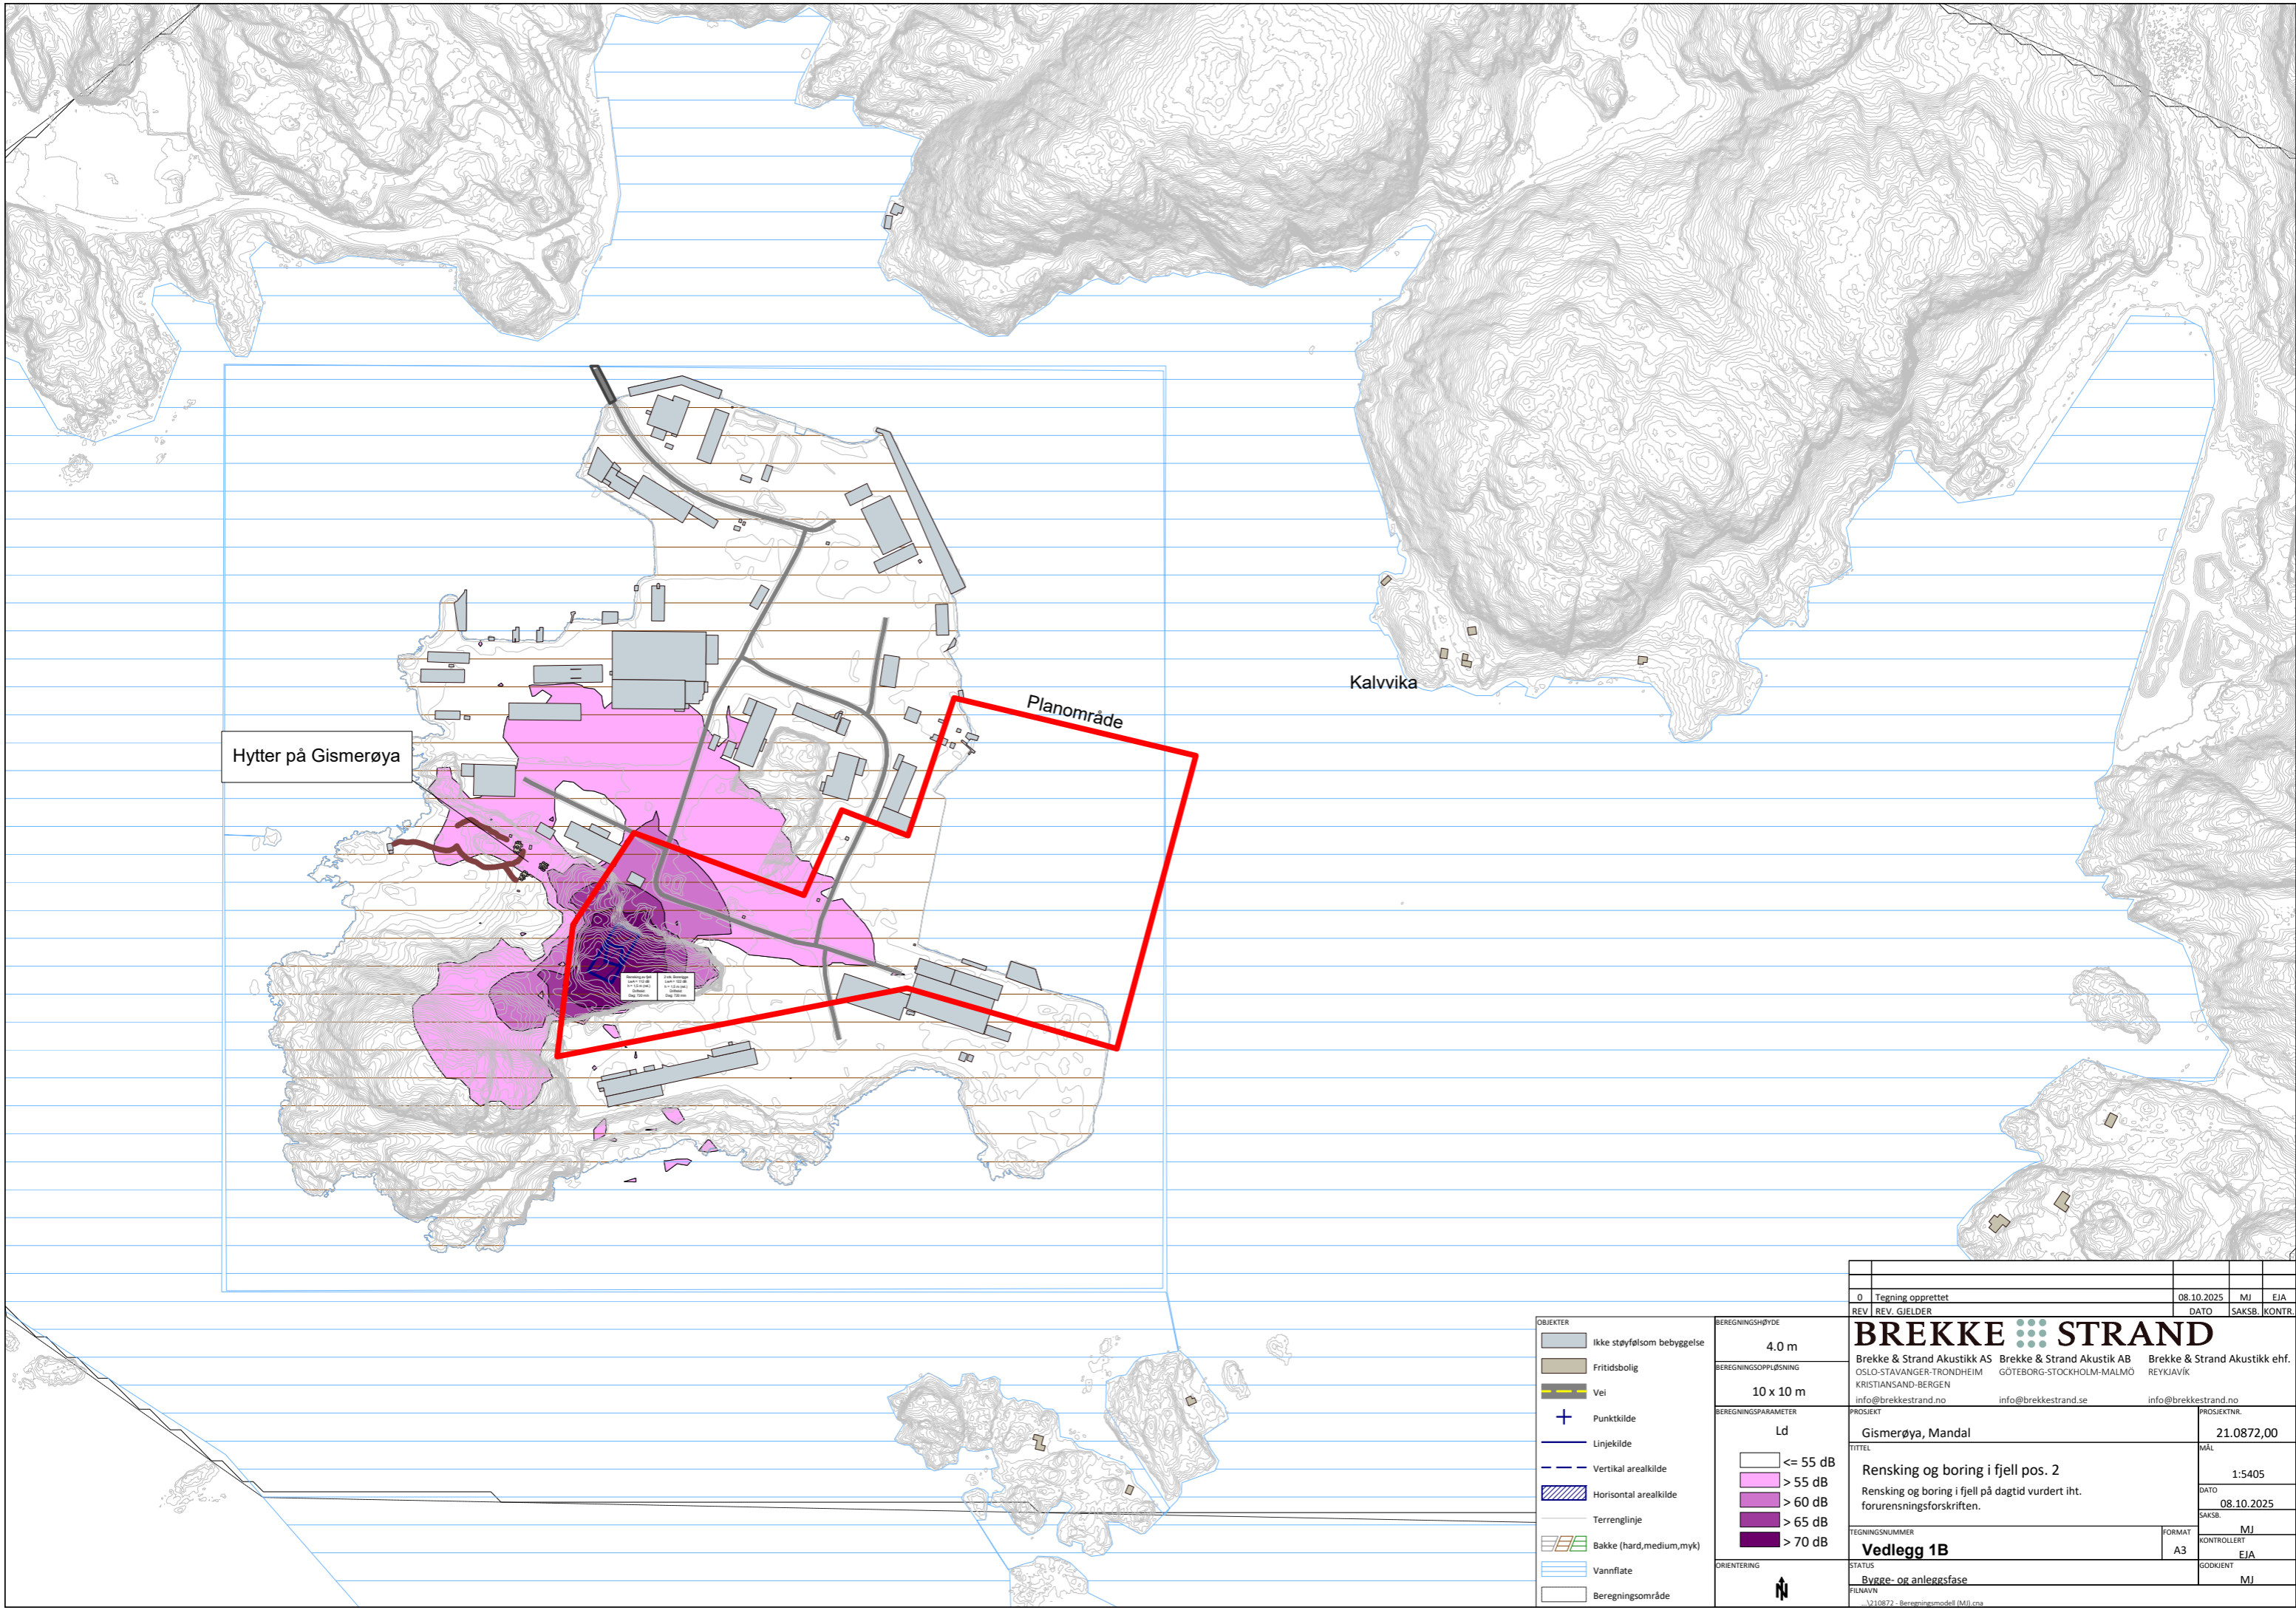 Kalvvika
Planområde
Hytter på Gismerøya
0 Tegning opprettet 08.10.2025 MJ EJA
REV REV. GJELDER DATO SAKSB. KONTR.
OBJEKTER
Ikke støyfølsom bebyggelse
Fritidsbolig
Vei
Punktkilde
Linjekilde
Vertikal arealkilde
Horisontal arealkilde
Terrenglinje
Bakke (hard,medium,myk)
Vannflate
Beregningsområde
BEREGNINGSHØYDE
4.0 m
BEREGNINGSOPPLØSNING
10 x 10 m
BEREGNINGSPARAMETER
Ld
<= 55 dB
> 55 dB
> 60 dB
> 65 dB
> 70 dB
ORIENTERING
N
BREKKE STRAND
Brekke & Strand Akustikk AS Brekke & Strand Akustik AB Brekke & Strand Akustikk ehf.
OSLO-STAVANGER-TRONDHEIM GÖTEBORG-STOCKHOLM-MALMÖ REYKJAVÍK
KRISTIANSAND-BERGEN
info@brekkestrand.no info@brekkestrand.se info@brekkestrand.no
PROSJEKT
Gismerøya, Mandal
PROSJEKTNR.
21.0872,00
TITTEL
Rensking og boring i fjell pos. 2
Rensking og boring i fjell på dagtid vurdert iht.
forurensningsforskriften.
MÅL
1:5405
DATO
08.10.2025
SAKSB.
MJ
TEGNINGSNUMMER
Vedlegg 1B
FORMAT
A3
KONTROLLERT
EJA
STATUS
Bygge- og anleggsfase
GODKJENT
MJ
FILNAVN
...\210872 - Beregningsmodell (MJ).cna